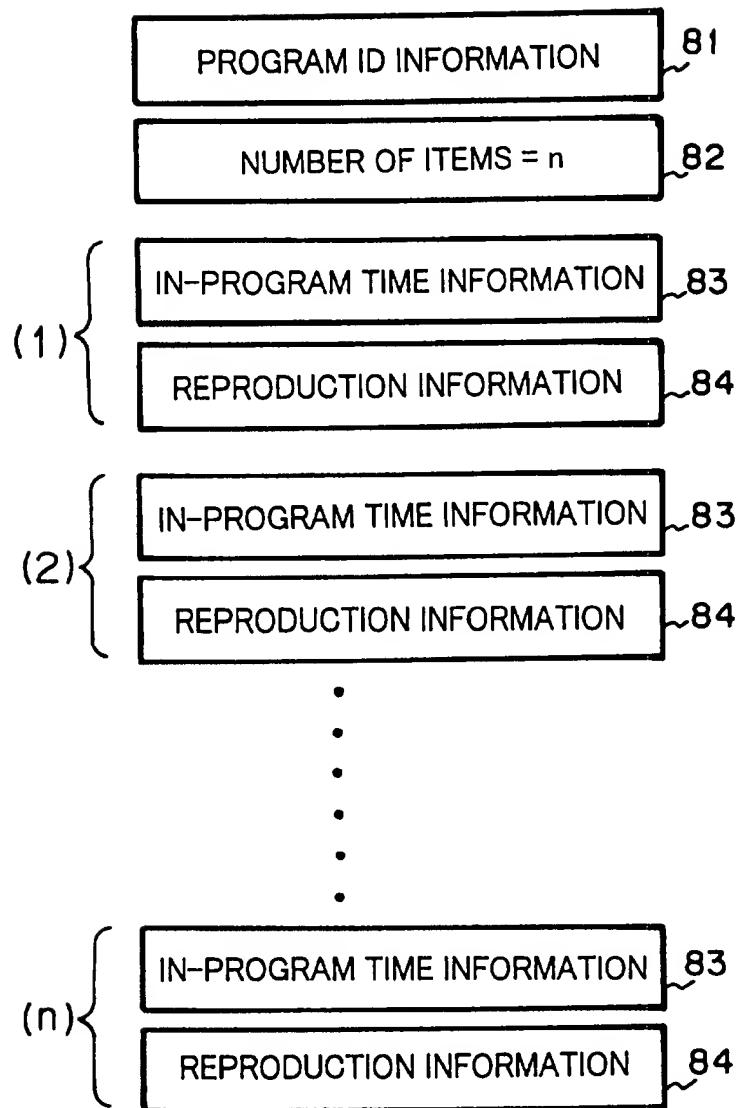 PROGRAM ID INFORMATION 81
NUMBER OF ITEMS = n 82
IN-PROGRAM TIME INFORMATION 83
(1)
REPRODUCTION INFORMATION 84
IN-PROGRAM TIME INFORMATION 83
(2)
REPRODUCTION INFORMATION 84
IN-PROGRAM TIME INFORMATION 83
(n)
REPRODUCTION INFORMATION 84